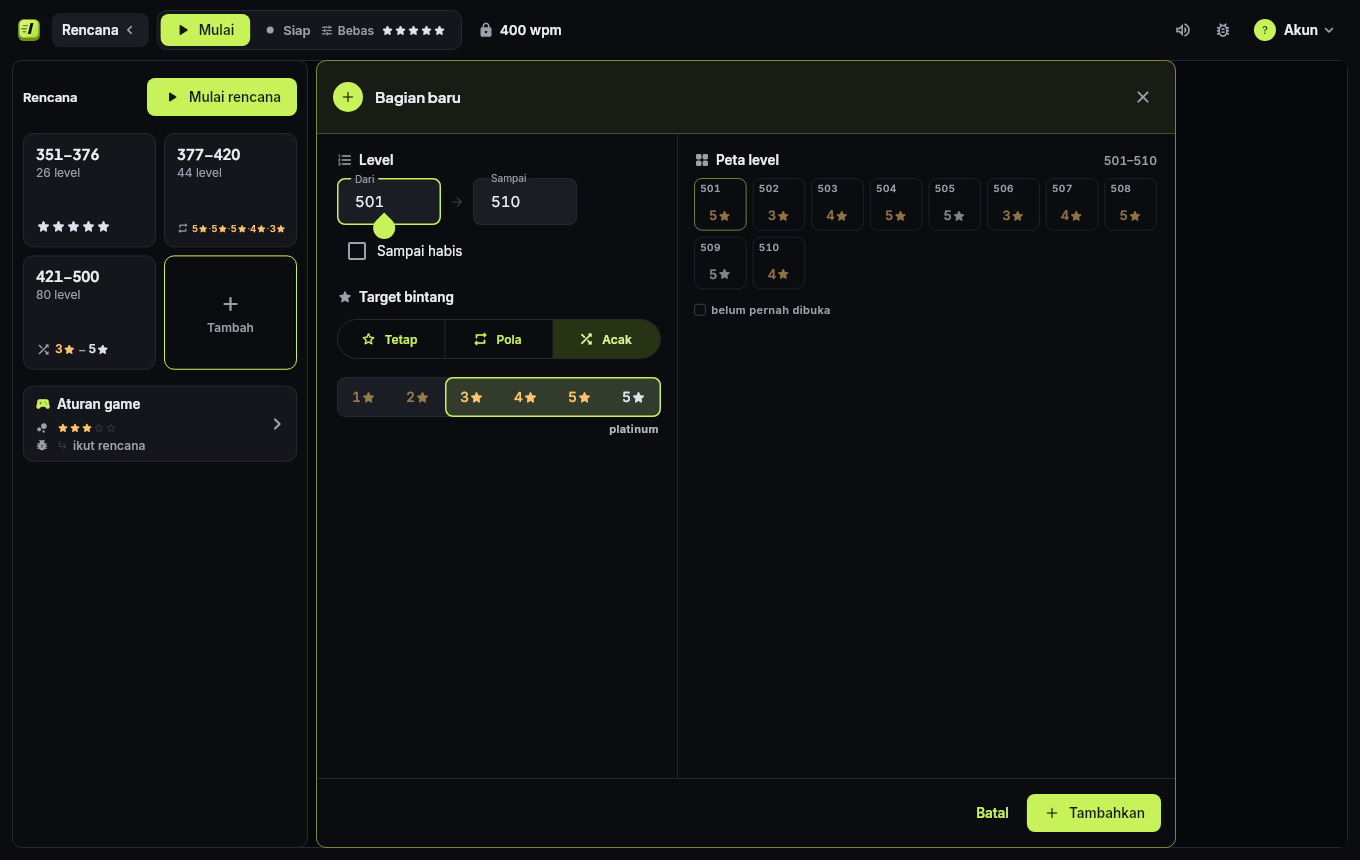 Rencana
Mulai
Siap
Bebas
400 wpm
?
Akun
Rencana
Mulai rencana
351–376
26 level
377–420
44 level
5★·5★·5★·4★·3★
421–500
80 level
3★ – 5★
Tambah
Aturan game
ikut rencana
Bagian baru
Level
Dari
501
Sampai
510
Sampai habis
Target bintang
Tetap
Pola
Acak
1★ 2★ 3★ 4★ 5★ 5★
platinum
Peta level
501–510
501 502 503 504 505 506 507 508
5★ 3★ 4★ 5★ 5★ 3★ 4★ 5★
509 510
5★ 4★
belum pernah dibuka
Batal
Tambahkan